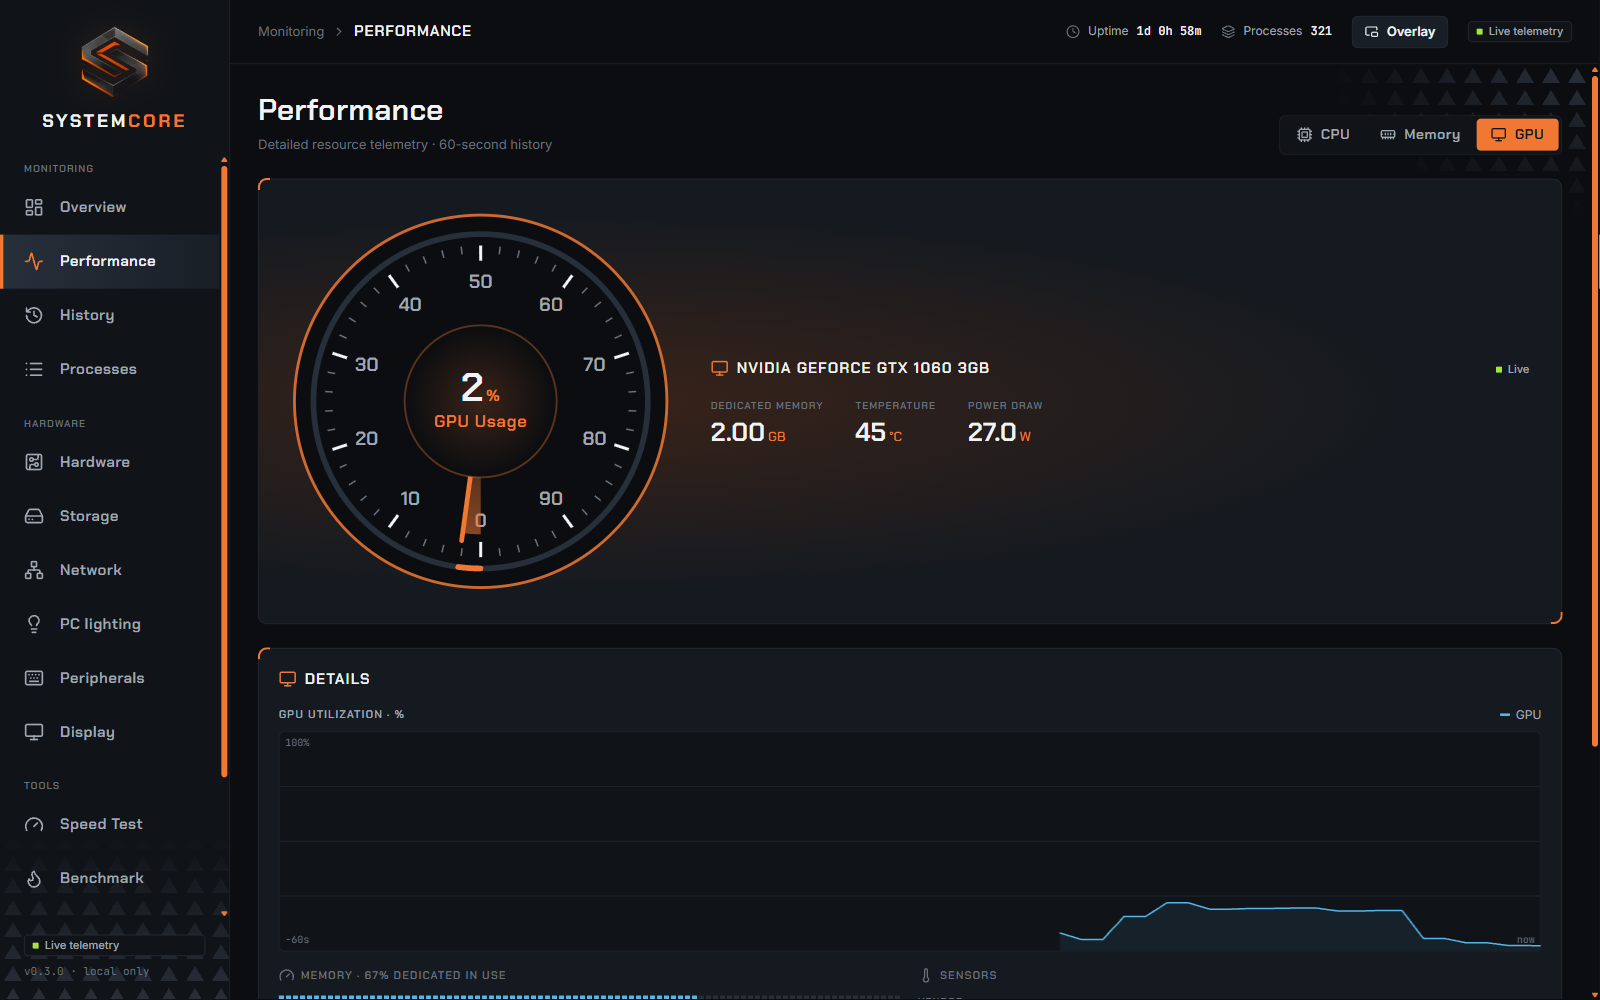 SYSTEMCORE
MONITORING
Overview
Performance
History
Processes
HARDWARE
Hardware
Storage
Network
PC lighting
Peripherals
Display
TOOLS
Speed Test
Benchmark
Live telemetry
v0.3.0 · local only
Monitoring > PERFORMANCE
Uptime 1d 0h 58m
Processes 321
Overlay
Live telemetry
Performance
Detailed resource telemetry · 60-second history
CPU
Memory
GPU
50
40
60
30
70
20
80
10
90
0
2 %
GPU Usage
NVIDIA GEFORCE GTX 1060 3GB
Live
DEDICATED MEMORY TEMPERATURE POWER DRAW
2.00 GB 45 °C 27.0 W
DETAILS
GPU UTILIZATION · %
GPU
100%
-60s
now
MEMORY · 67% DEDICATED IN USE
SENSORS